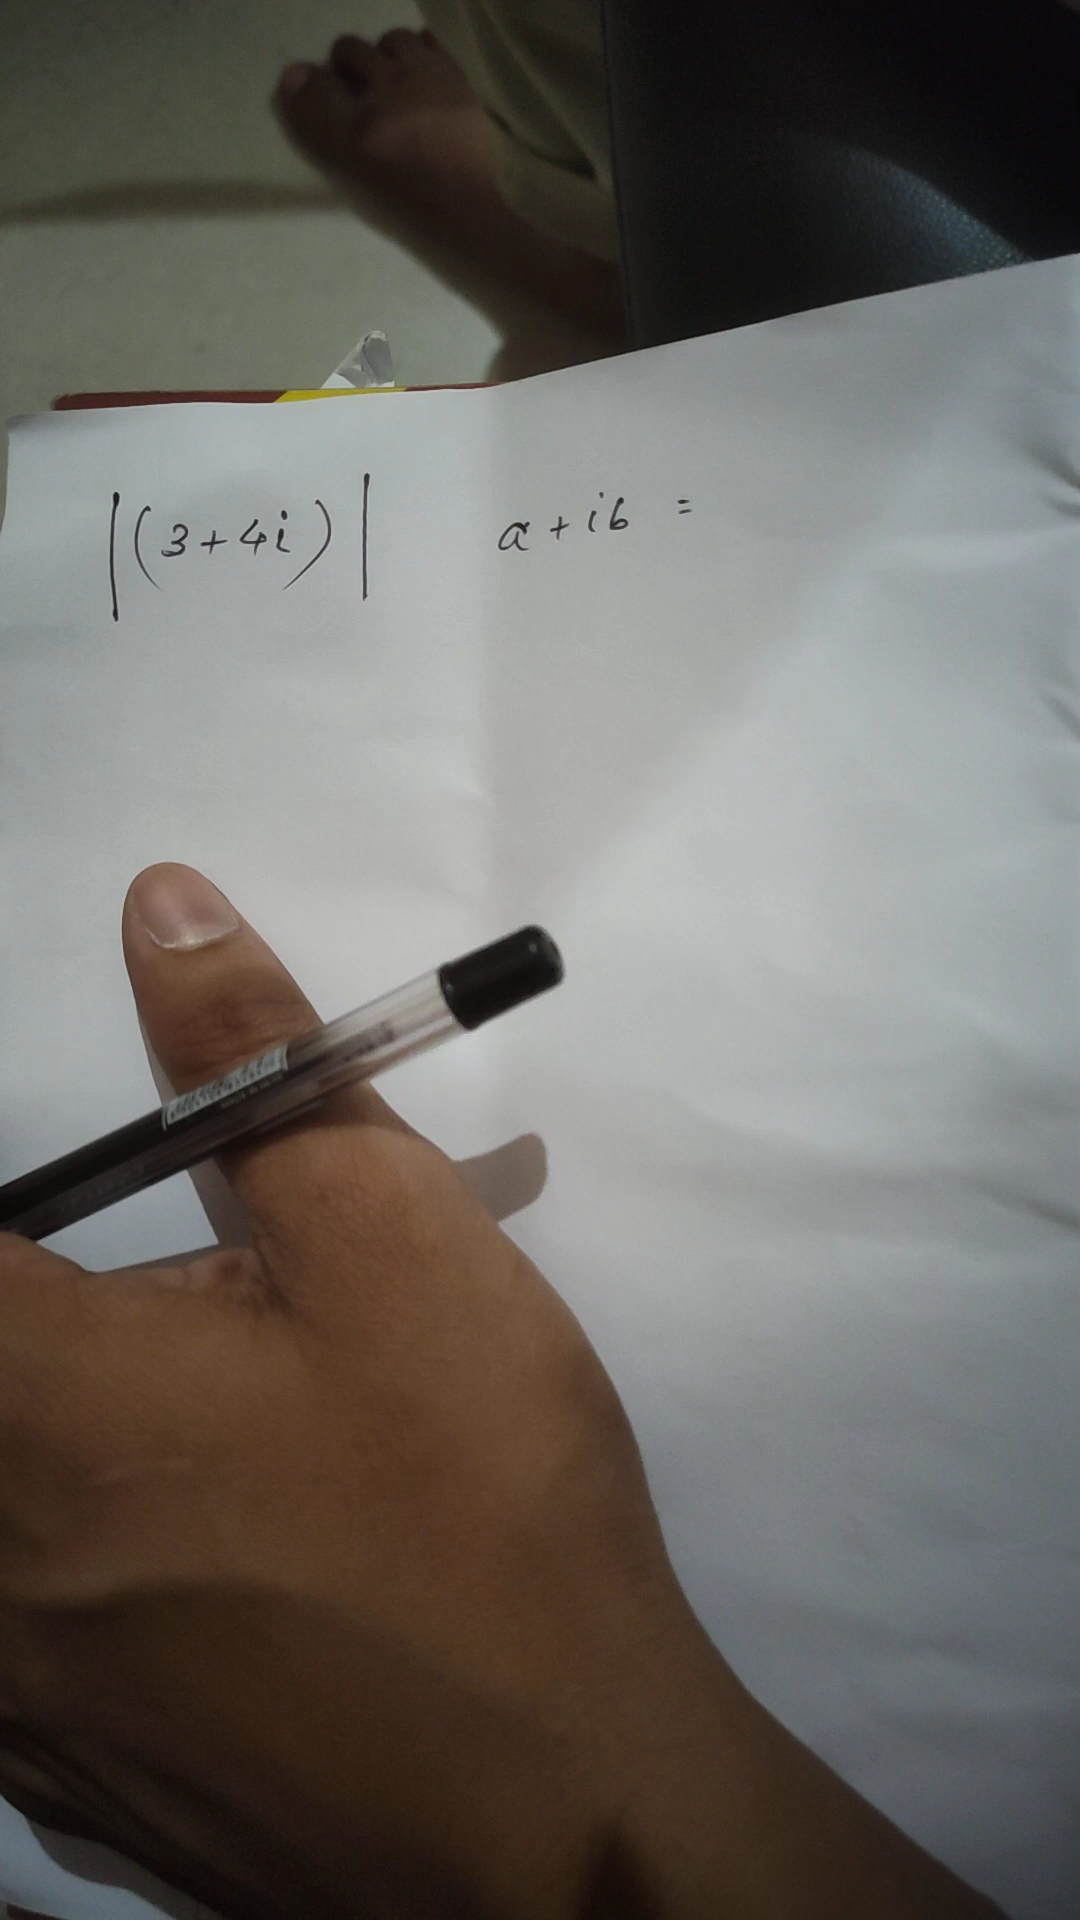 |(3+4i)| a+ib =